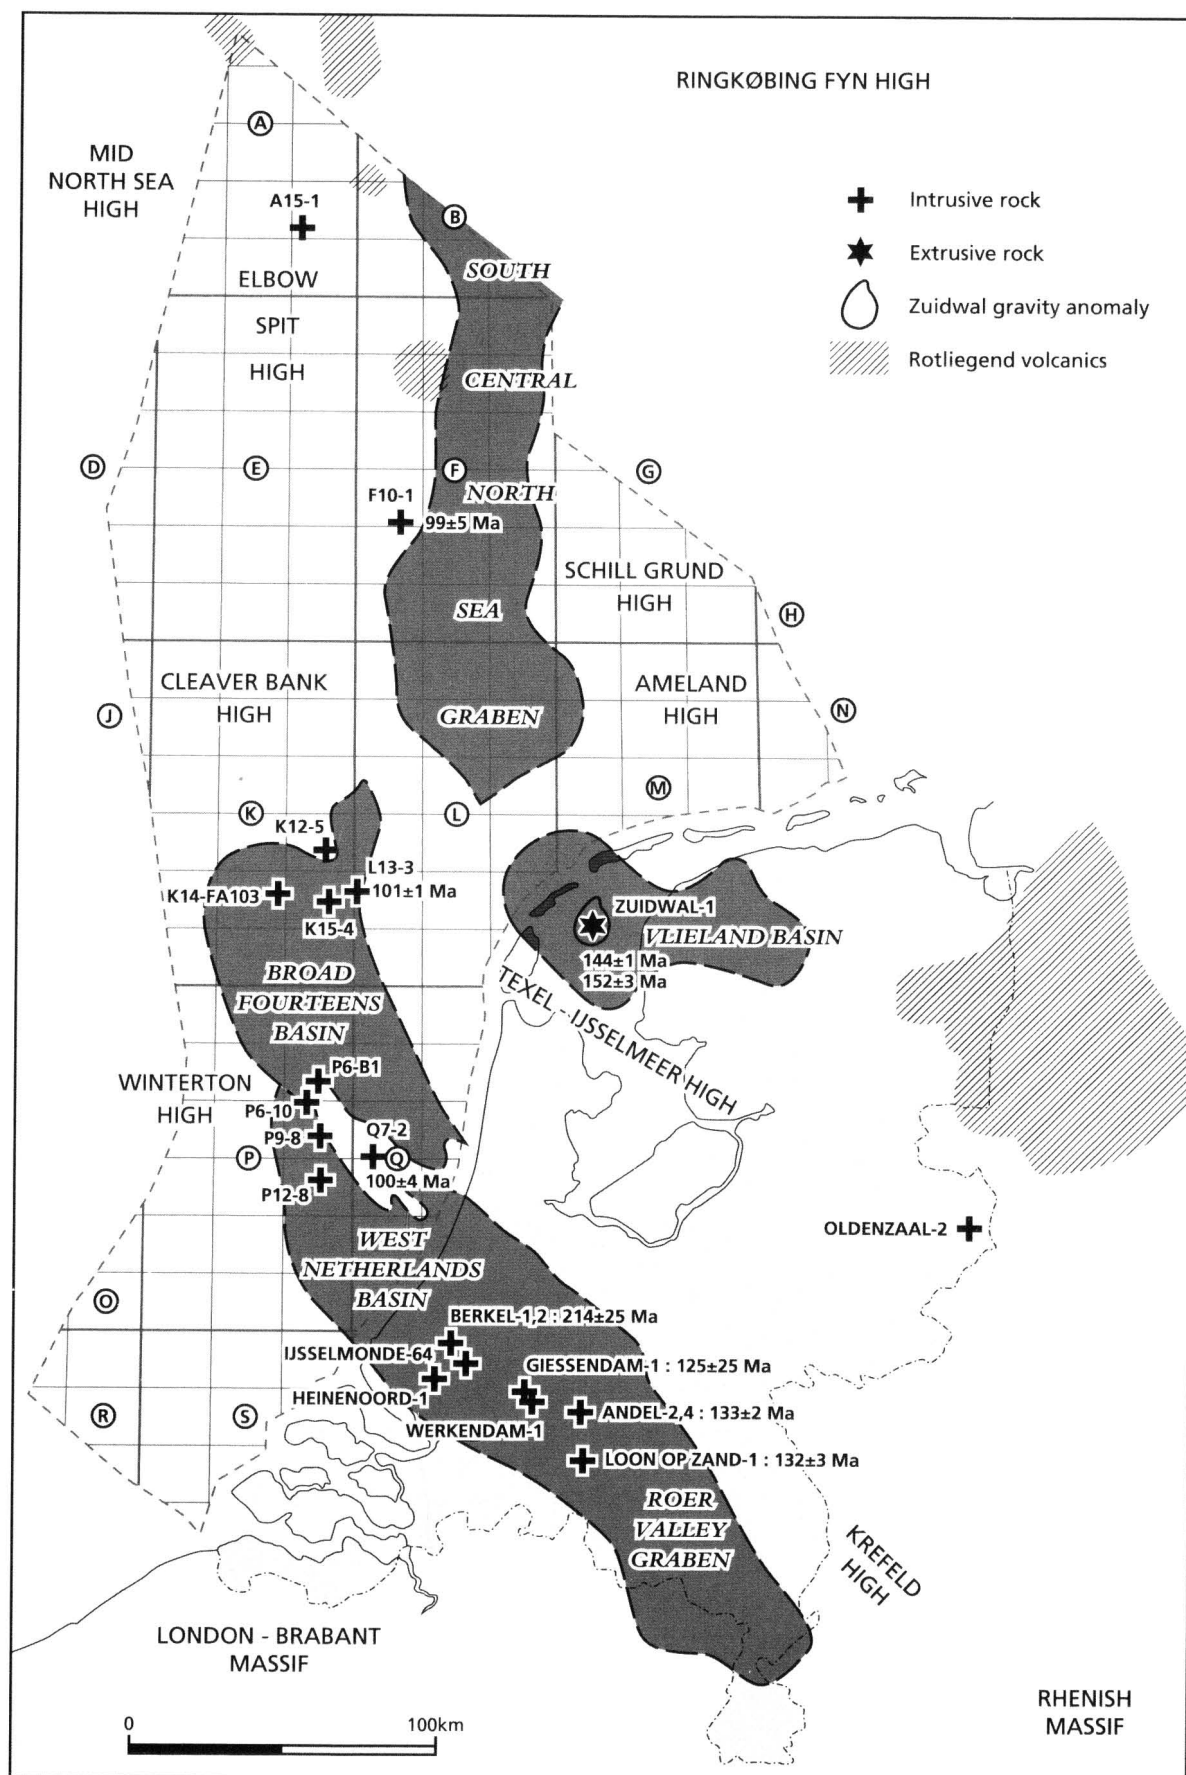 RINGKØBING FYN HIGH
A
MID
NORTH SEA
HIGH
A15-1
B
Intrusive rock
Extrusive rock
Zuidwal gravity anomaly
Rotliegend volcanics
ELBOW
SPIT
HIGH
SOUTH
CENTRAL
NORTH
SEA
GRABEN
D
E
F
G
F10-1
99±5 Ma
SCHILL GRUND
HIGH
H
CLEAVER BANK
HIGH
AMELAND
HIGH
J
N
K
L
M
K12-5
L13-3
101±1 Ma
K14-FA103
K15-4
ZUIDWAL-1
VLIELAND BASIN
144±1 Ma
152±3 Ma
BROAD
FOURTEENS
BASIN
TEXEL - IJSSELMEER HIGH
WINTERTON
HIGH
P6-B1
P6-10
P9-8
Q7-2
P
Q
100±4 Ma
P12-8
OLDENZAAL-2
WEST
NETHERLANDS
BASIN
O
BERKEL-1,2 : 214±25 Ma
IJSSELMONDE-64
GIESSENDAM-1 : 125±25 Ma
HEINENOORD-1
R
S
WERKENDAM-1
ANDEL-2,4 : 133±2 Ma
LOON OP ZAND-1 : 132±3 Ma
ROER
VALLEY
GRABEN
KREFELD
HIGH
LONDON - BRABANT
MASSIF
RHENISH
MASSIF
0
100km